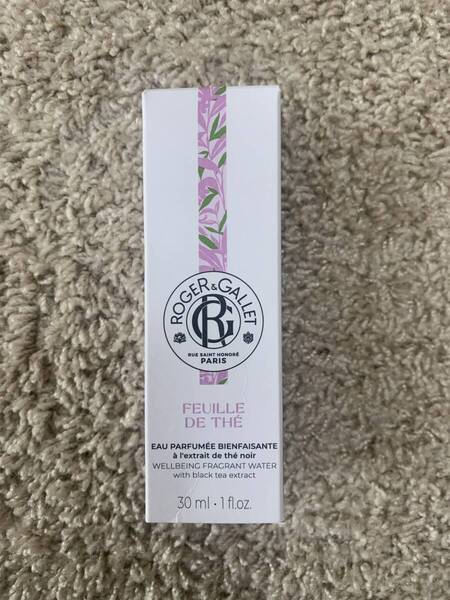 ROGER & GALLET
RG
RUE SAINT HONORÉ
PARIS
FEUILLE
DE THÉ
EAU PARFUMÉE BIENFAISANTE
à l'extrait de thé noir
WELLBEING FRAGRANT WATER
with black tea extract
30 ml • 1 fl.oz.